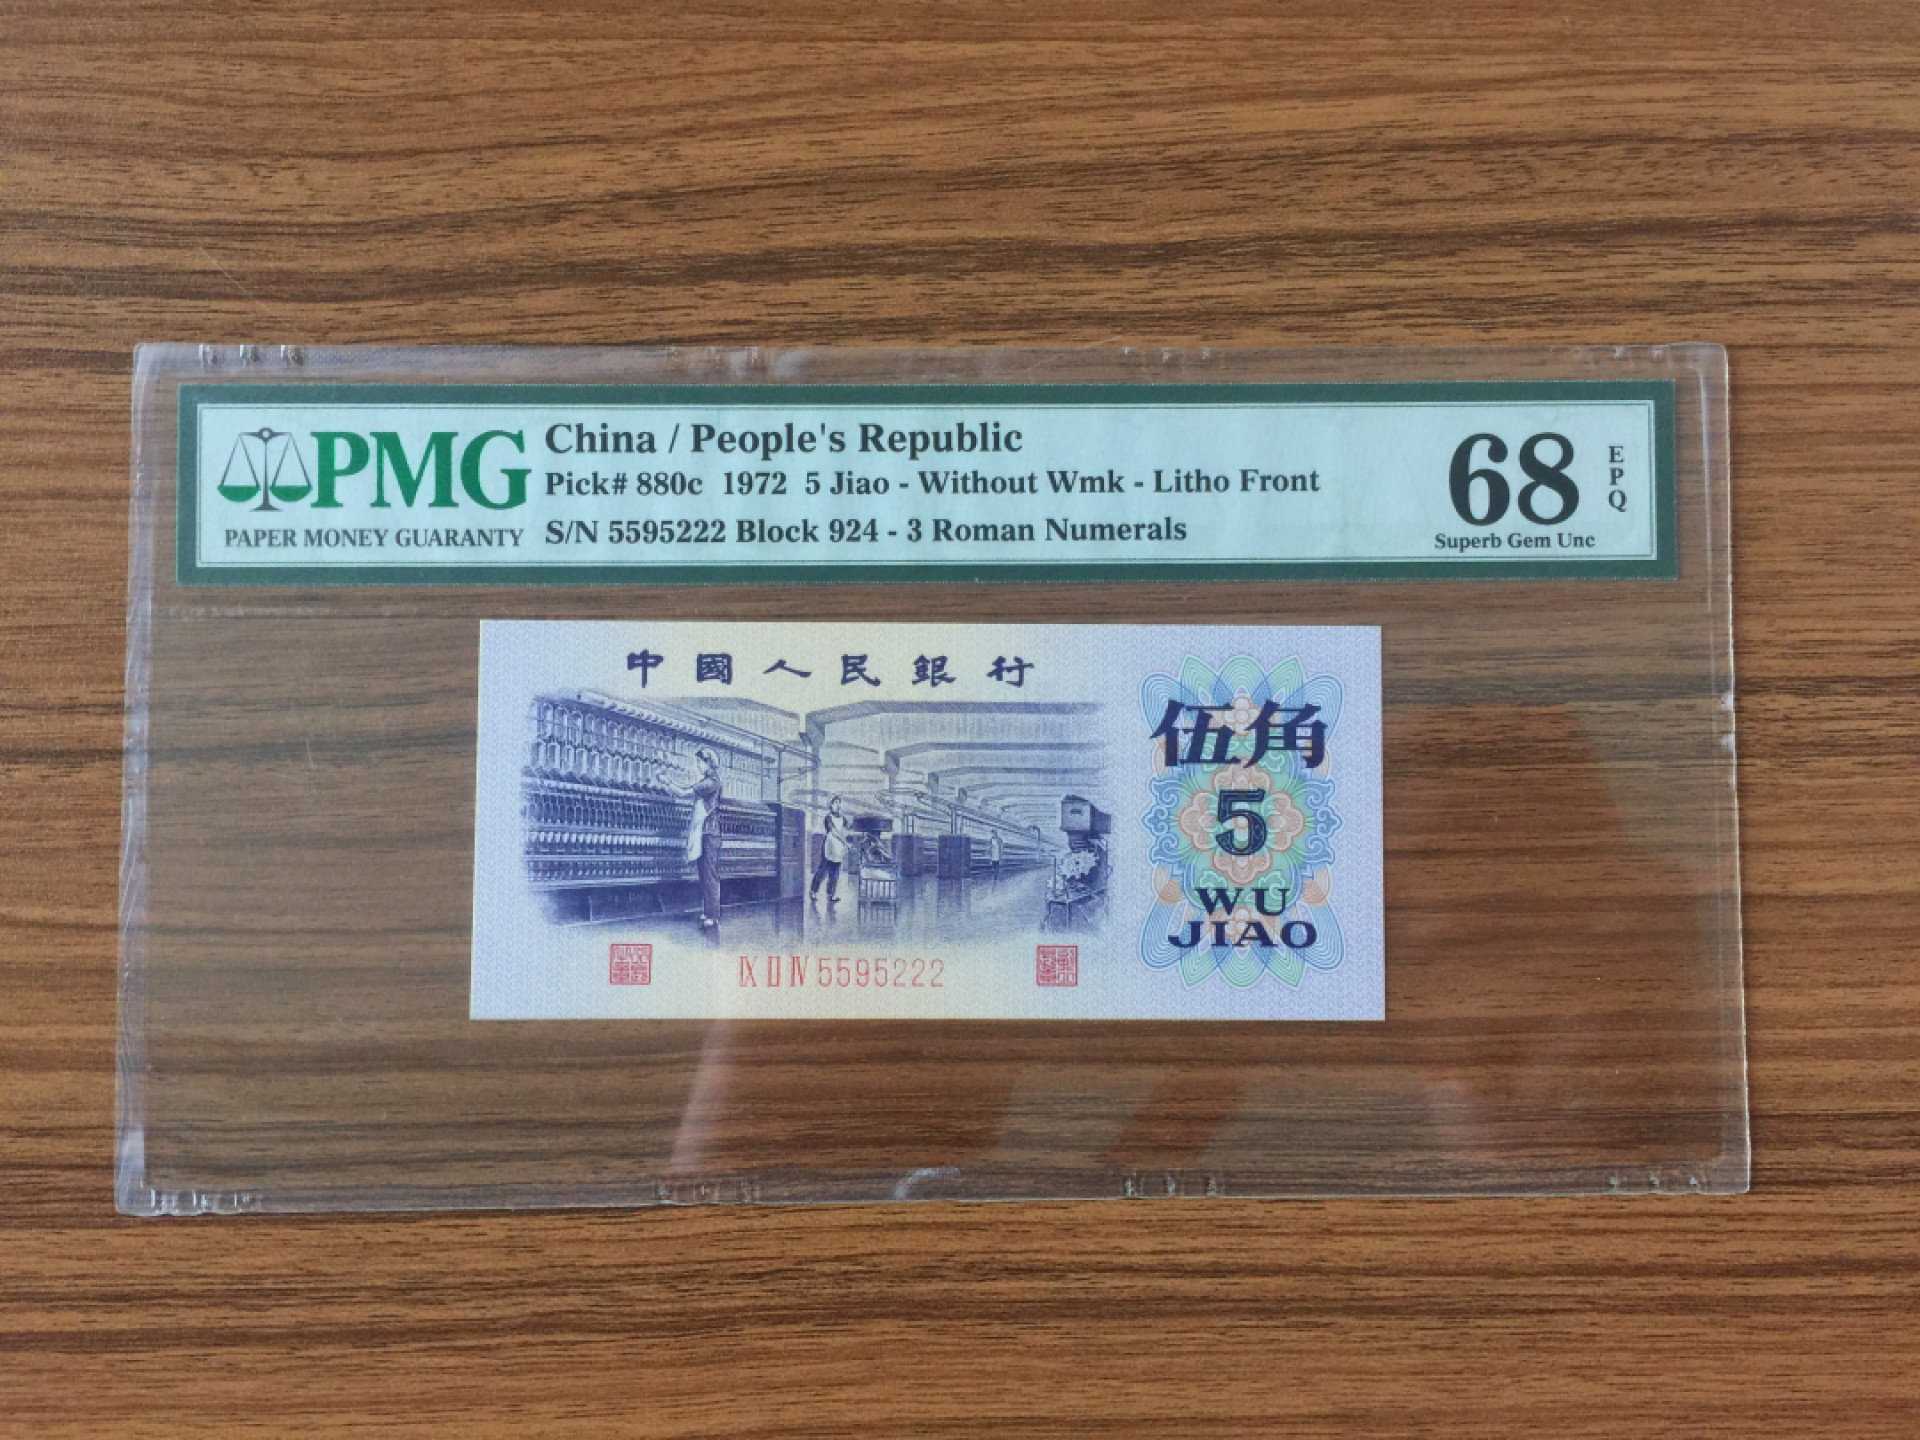 PMG
PAPER MONEY GUARANTY
China / People's Republic
Pick# 880c 1972 5 Jiao - Without Wmk - Litho Front
S/N 5595222 Block 924 - 3 Roman Numerals
68
EPQ
Superb Gem Unc
中國人民銀行
伍角
5
WU
JIAO
IX II IV 5595222